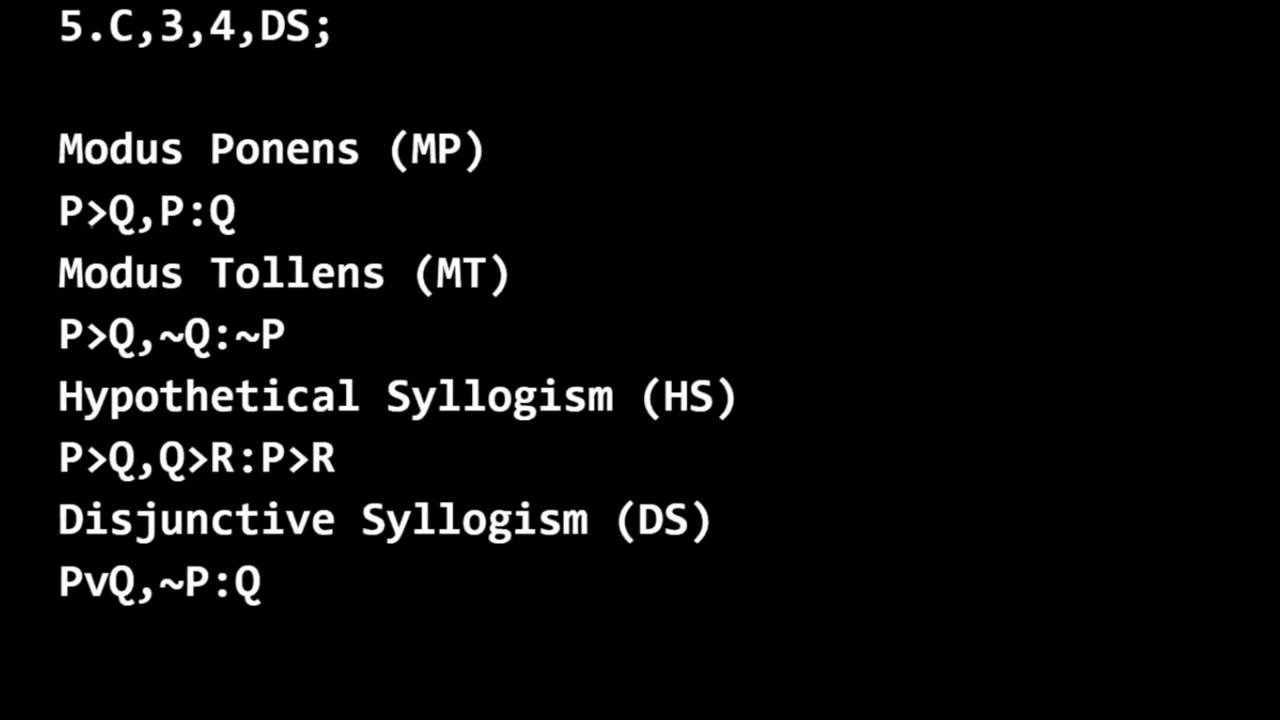 5.C,3,4,DS;
Modus Ponens (MP)
P>Q,P:Q
Modus Tollens (MT)
P>Q,~Q:~P
Hypothetical Syllogism (HS)
P>Q,Q>R:P>R
Disjunctive Syllogism (DS)
PvQ,~P:Q